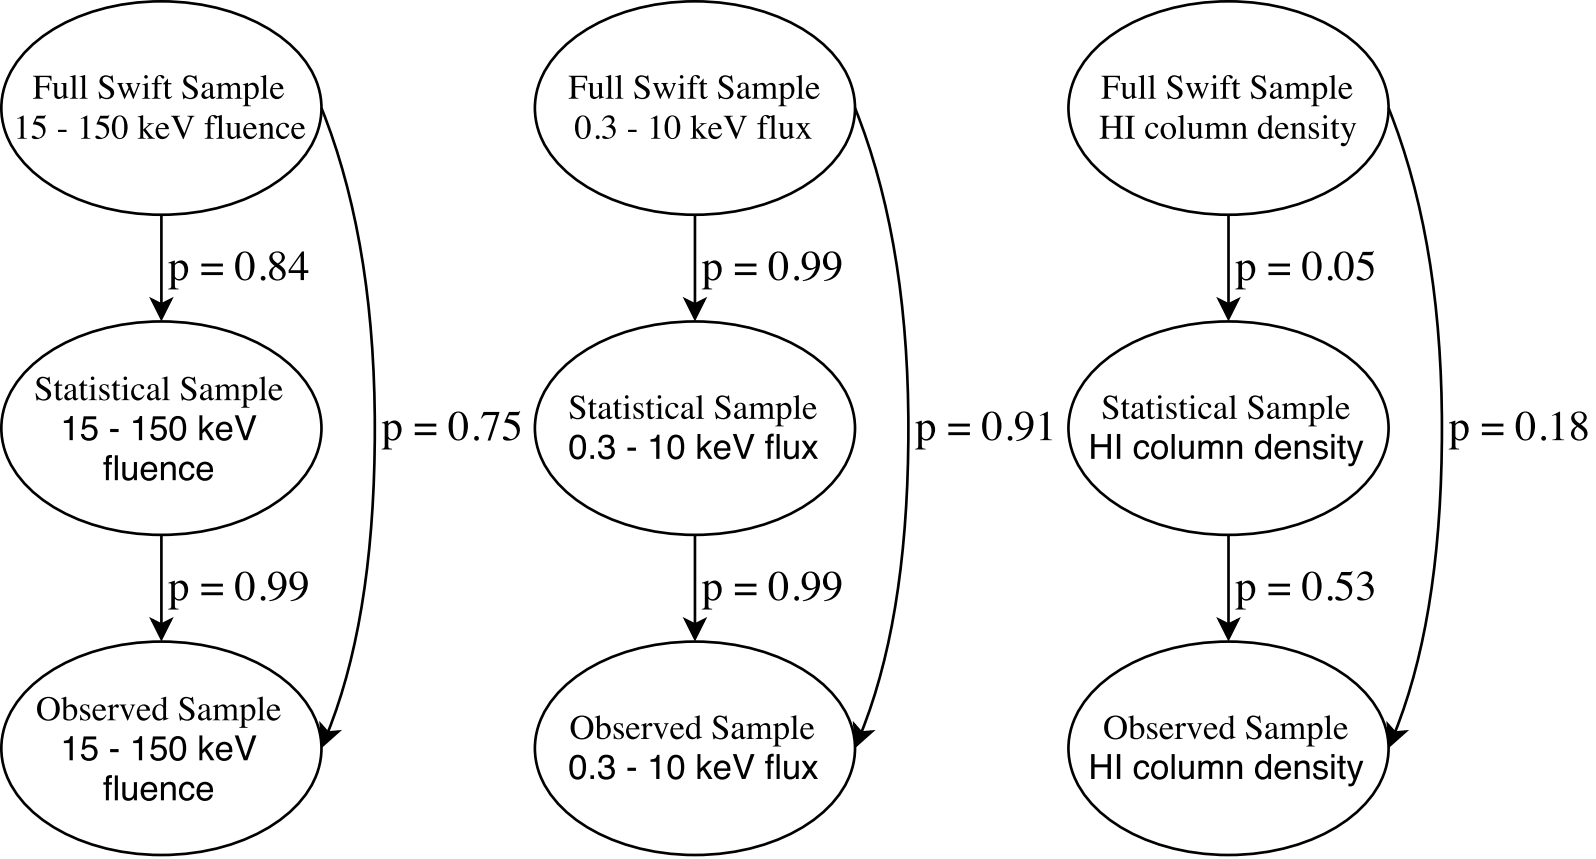 Full Swift Sample
15 - 150 keV fluence
p = 0.84
Statistical Sample
15 - 150 keV
fluence
p = 0.75
p = 0.99
Observed Sample
15 - 150 keV
fluence
Full Swift Sample
0.3 - 10 keV flux
p = 0.99
Statistical Sample
0.3 - 10 keV flux
p = 0.91
p = 0.99
Observed Sample
0.3 - 10 keV flux
Full Swift Sample
HI column density
p = 0.05
Statistical Sample
HI column density
p = 0.18
p = 0.53
Observed Sample
HI column density